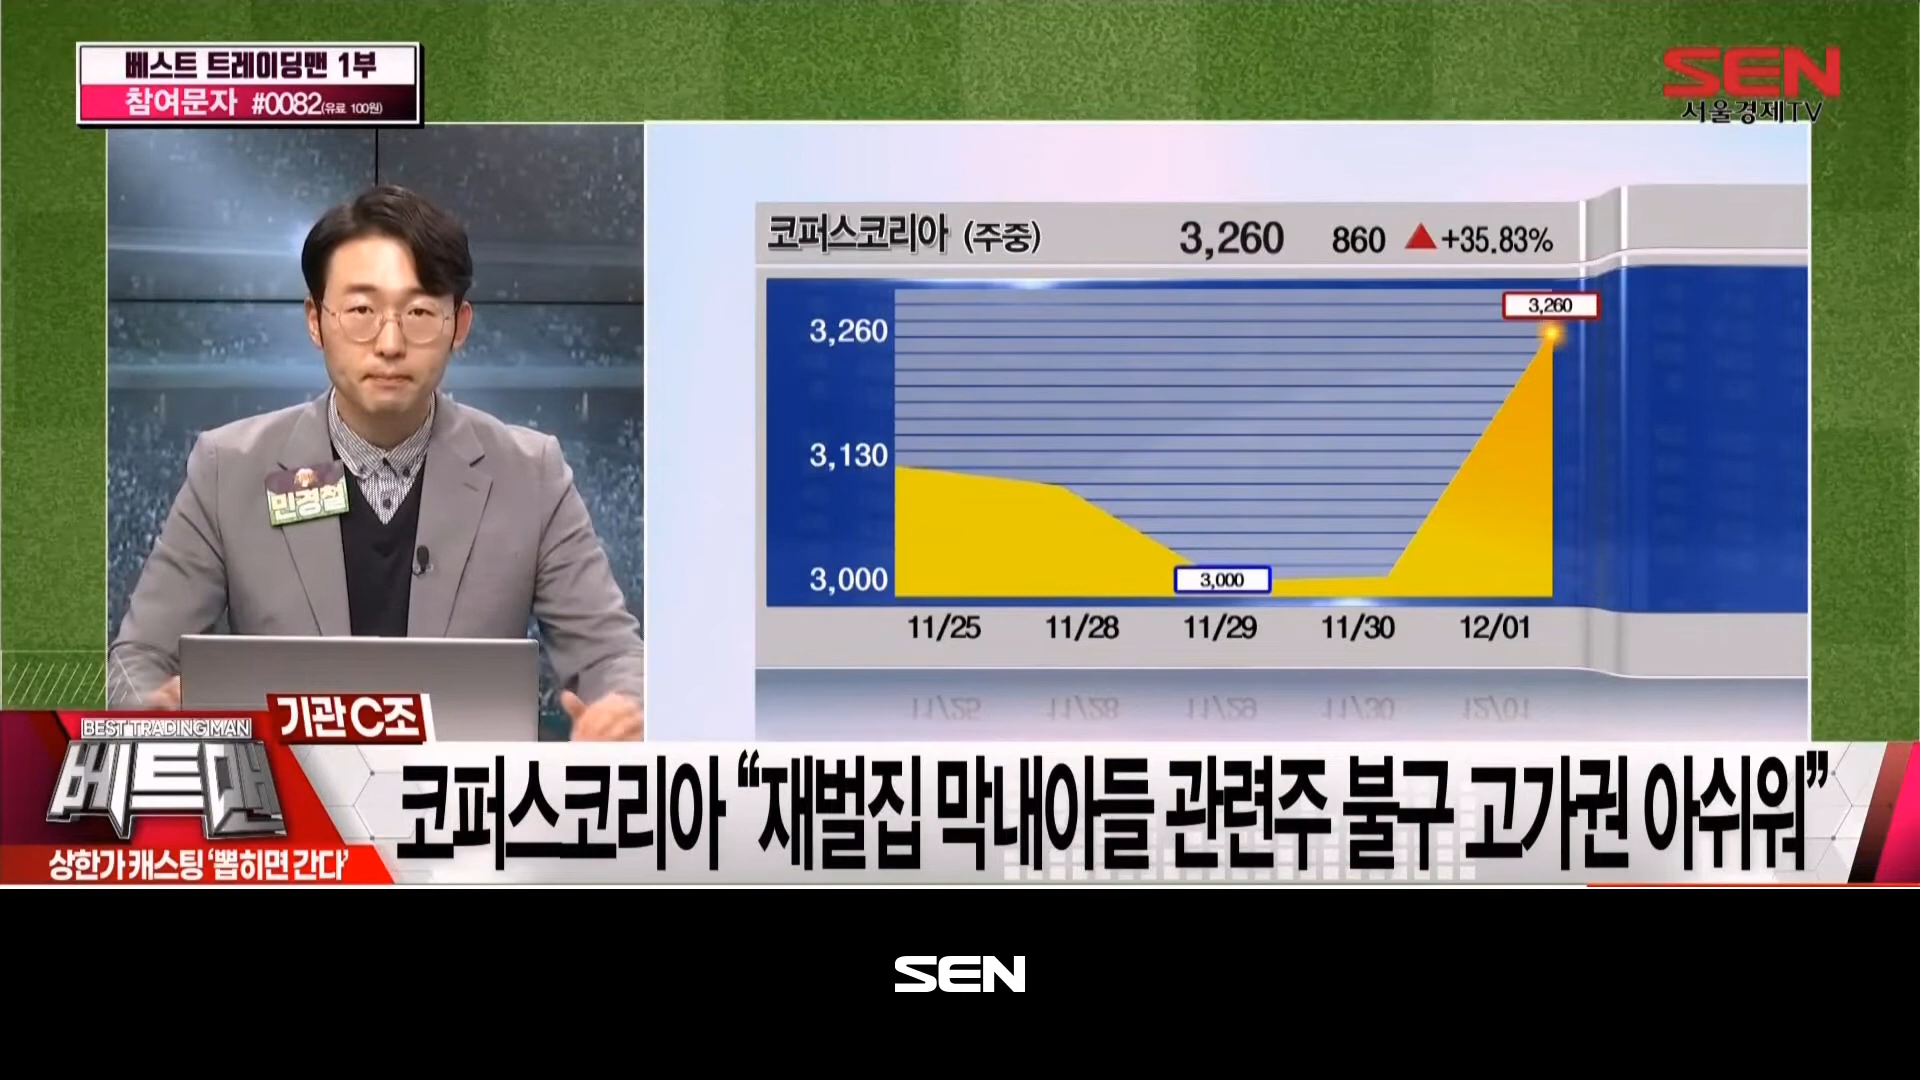 베스트 트레이딩맨 1부
참여문자 #0082(유료 100원)
SEN
서울경제TV
코퍼스코리아 (주중) 3,260 860 ▲+35.83%
3,260
3,260
3,130
3,000
3,000
11/25 11/28 11/29 11/30 12/01
민경철
기관C조
BEST TRADING MAN
베트맨
코퍼스코리아 “재벌집 막내아들 관련주 불구 고가권 아쉬워”
상한가 캐스팅 ‘뽑히면 간다’
SEN